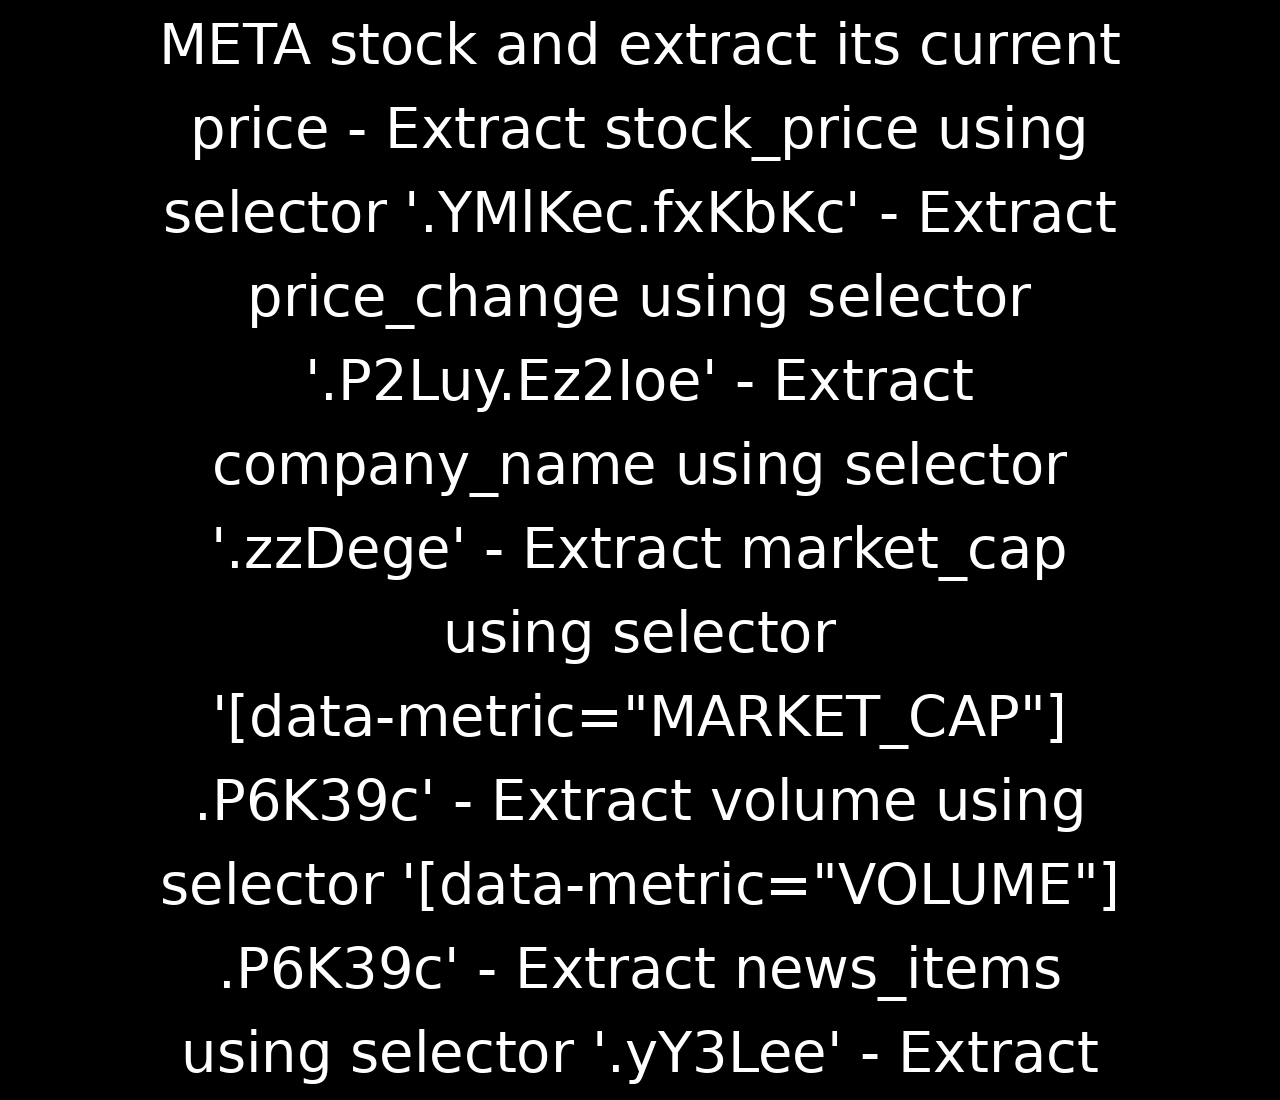 META stock and extract its current
price - Extract stock_price using
selector '.YMlKec.fxKbKc' - Extract
price_change using selector
'.P2Luy.Ez2Ioe' - Extract
company_name using selector
'.zzDege' - Extract market_cap
using selector
'[data-metric="MARKET_CAP"]
.P6K39c' - Extract volume using
selector '[data-metric="VOLUME"]
.P6K39c' - Extract news_items
using selector '.yY3Lee' - Extract